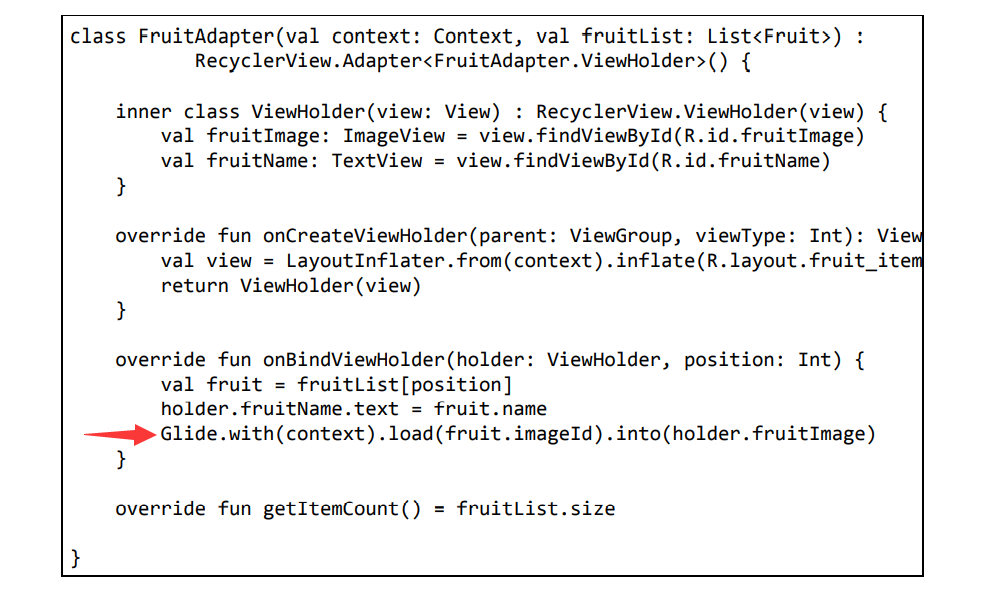 class FruitAdapter(val context: Context, val fruitList: List<Fruit>) :
RecyclerView.Adapter<FruitAdapter.ViewHolder>() {
inner class ViewHolder(view: View) : RecyclerView.ViewHolder(view) {
val fruitImage: ImageView = view.findViewById(R.id.fruitImage)
val fruitName: TextView = view.findViewById(R.id.fruitName)
}
override fun onCreateViewHolder(parent: ViewGroup, viewType: Int): View
val view = LayoutInflater.from(context).inflate(R.layout.fruit_item
return ViewHolder(view)
}
override fun onBindViewHolder(holder: ViewHolder, position: Int) {
val fruit = fruitList[position]
holder.fruitName.text = fruit.name
Glide.with(context).load(fruit.imageId).into(holder.fruitImage)
}
override fun getItemCount() = fruitList.size
}